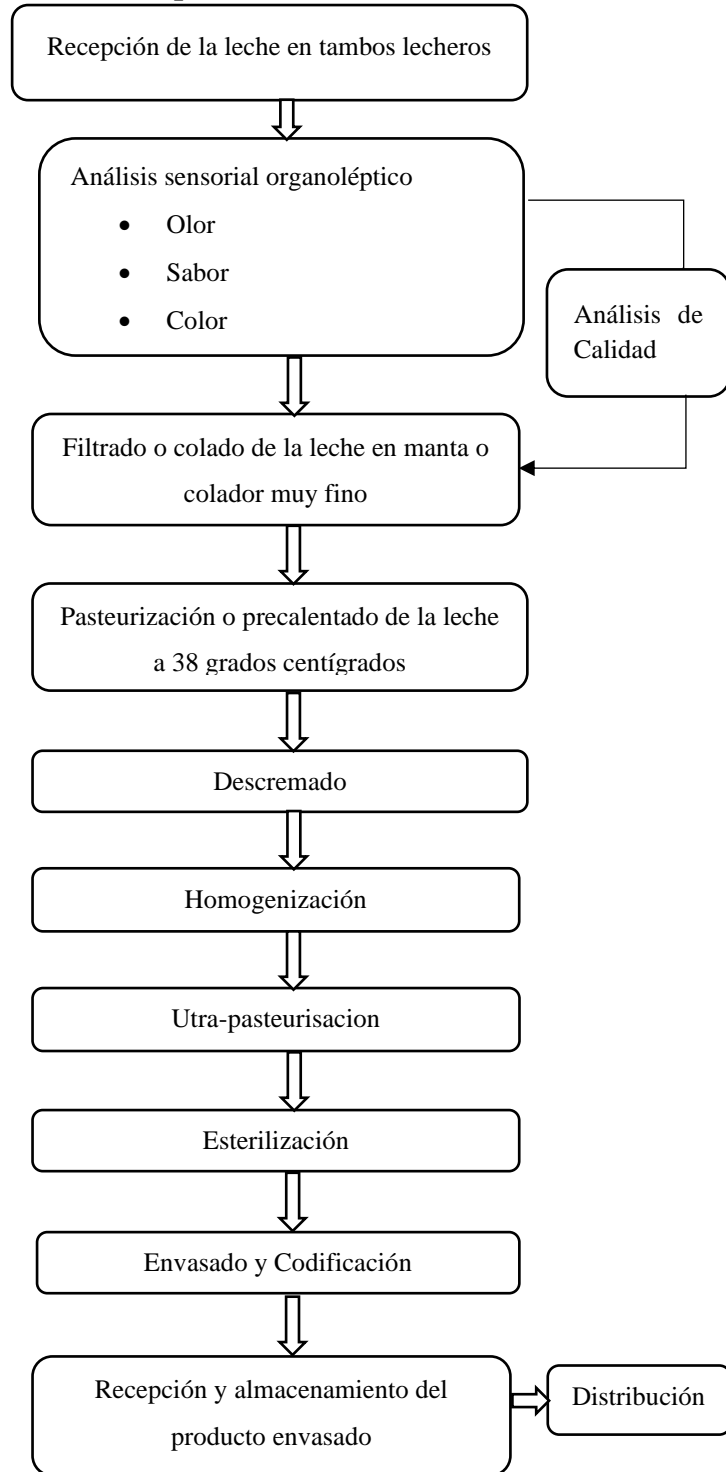 Recepción de la leche en tambos lecheros
Análisis sensorial organoléptico
• Olor
• Sabor
• Color
Análisis de
Calidad
Filtrado o colado de la leche en manta o
colador muy fino
Pasteurización o precalentado de la leche
a 38 grados centígrados
Descremado
Homogenización
Utra-pasteurisacion
Esterilización
Envasado y Codificación
Recepción y almacenamiento del
producto envasado
Distribución